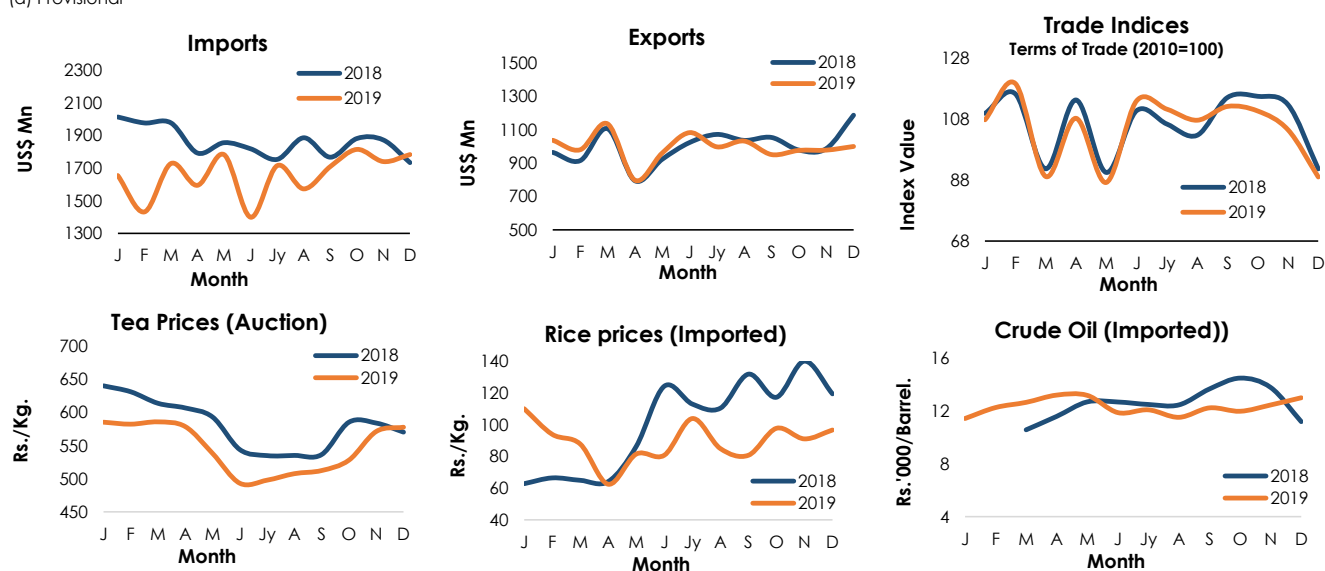 (a) Provisional
Imports
US$ Mn
2300
2100
1900
1700
1500
1300
2018
2019
J F M A M J Jy A S O N D
Month
Exports
US$ Mn
1500
1300
1100
900
700
500
2018
2019
J F M A M J Jy A S O N D
Month
Trade Indices
Terms of Trade (2010=100)
Index Value
128
108
88
68
2018
2019
J F M A M J Jy A S O N D
Month
Tea Prices (Auction)
Rs./Kg.
700
650
600
550
500
450
2018
2019
J F M A M J Jy A S O N D
Month
Rice prices (Imported)
Rs./Kg.
140
120
100
80
60
40
2018
2019
J F M A M J Jy A S O N D
Month
Crude Oil (Imported))
Rs.'000/Barrel.
16
12
8
4
2018
2019
J F M A M J Jy A S O N D
Month